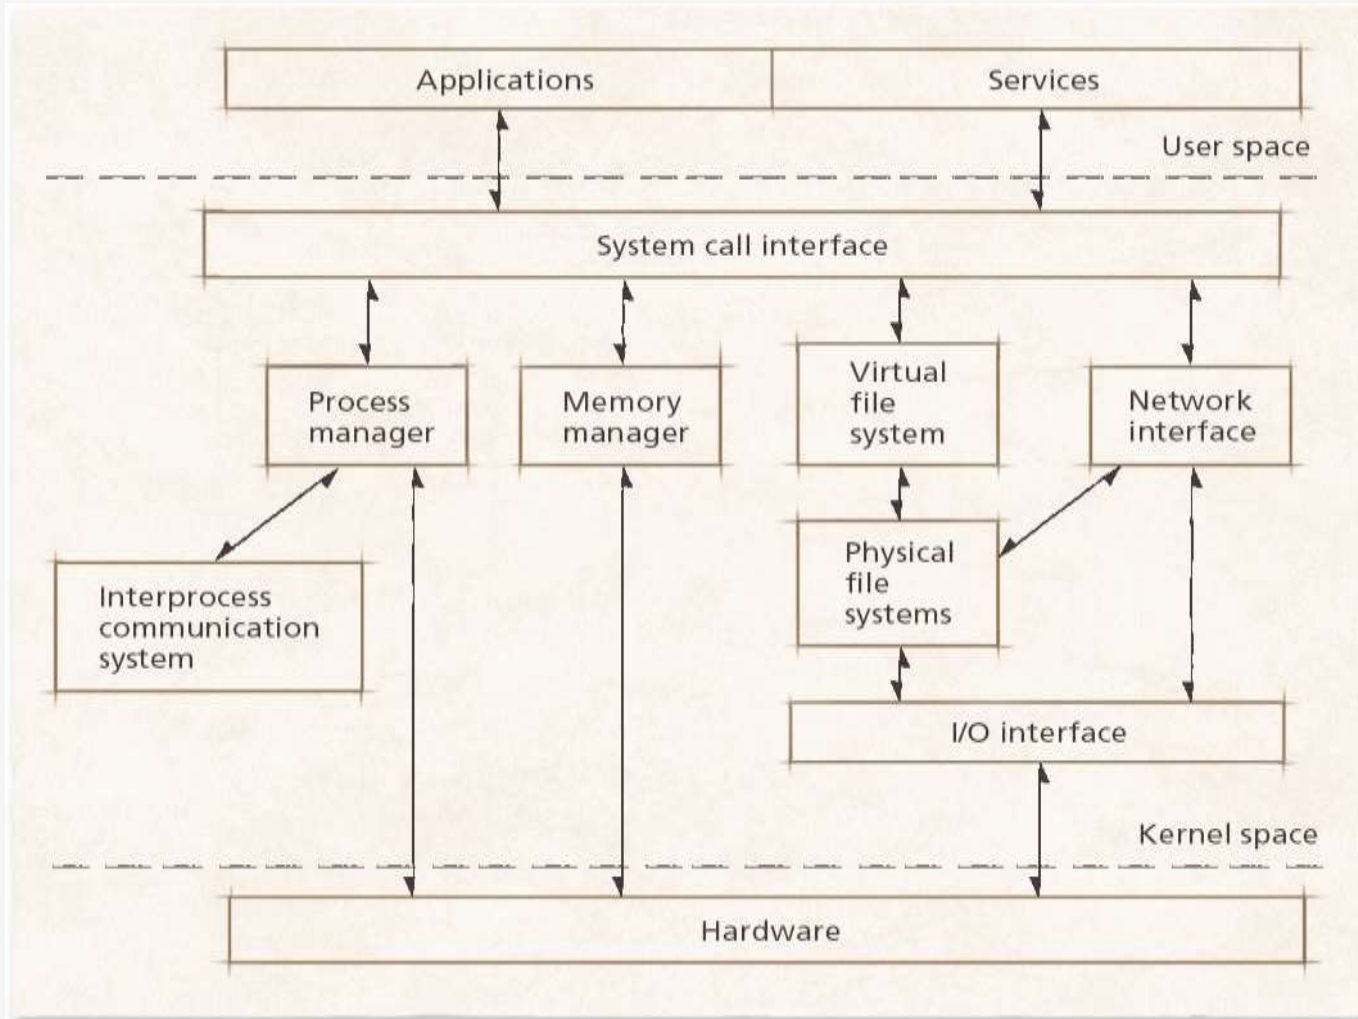 Applications
Services
User space
System call interface
Process
manager
Memory
manager
Virtual
file
system
Network
interface
Interprocess
communication
system
Physical
file
systems
I/O interface
Kernel space
Hardware